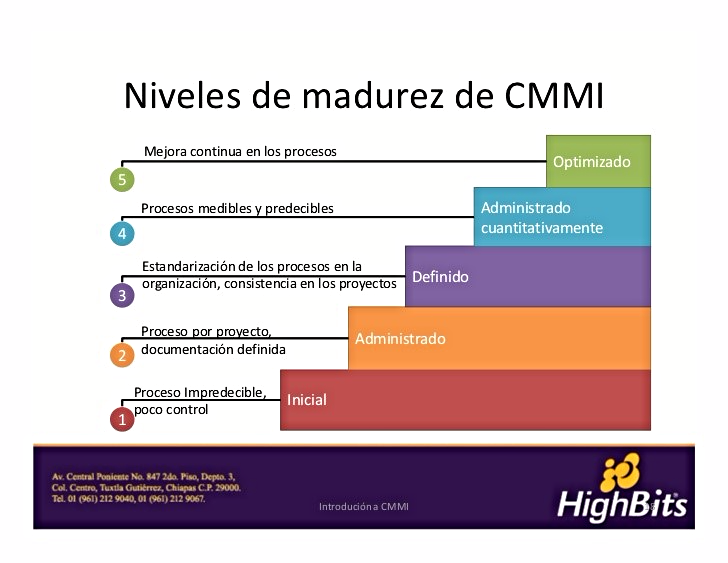 Niveles de madurez de CMMI
Mejora continua en los procesos
5
Optimizado
Procesos medibles y predecibles
4
Administrado
cuantitativamente
Estandarización de los procesos en la
organización, consistencia en los proyectos
3
Definido
Proceso por proyecto,
documentación definida
2
Administrado
Proceso Impredecible,
poco control
1
Inicial
Av. Central Poniente No. 847 2do. Piso, Depto. 3,
Col. Centro, Tuxtla Gutiérrez, Chiapas C.P. 29000.
Tel. 01 (961) 212 9040, 01 (961) 212 9067.
Introducióna CMMI
HighBits